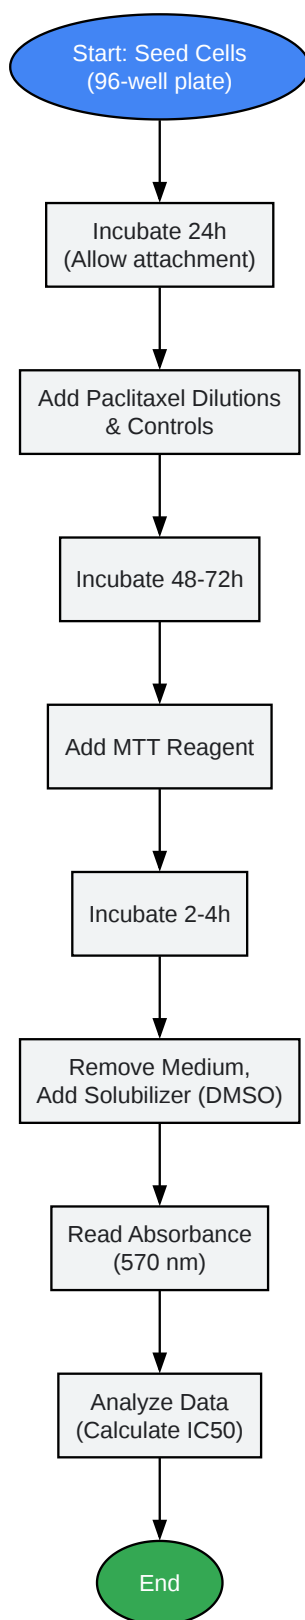 Start: Seed Cells
(96-well plate)
Incubate 24h
(Allow attachment)
Add Paclitaxel Dilutions
& Controls
Incubate 48-72h
Add MTT Reagent
Incubate 2-4h
Remove Medium,
Add Solubilizer (DMSO)
Read Absorbance
(570 nm)
Analyze Data
(Calculate IC50)
End